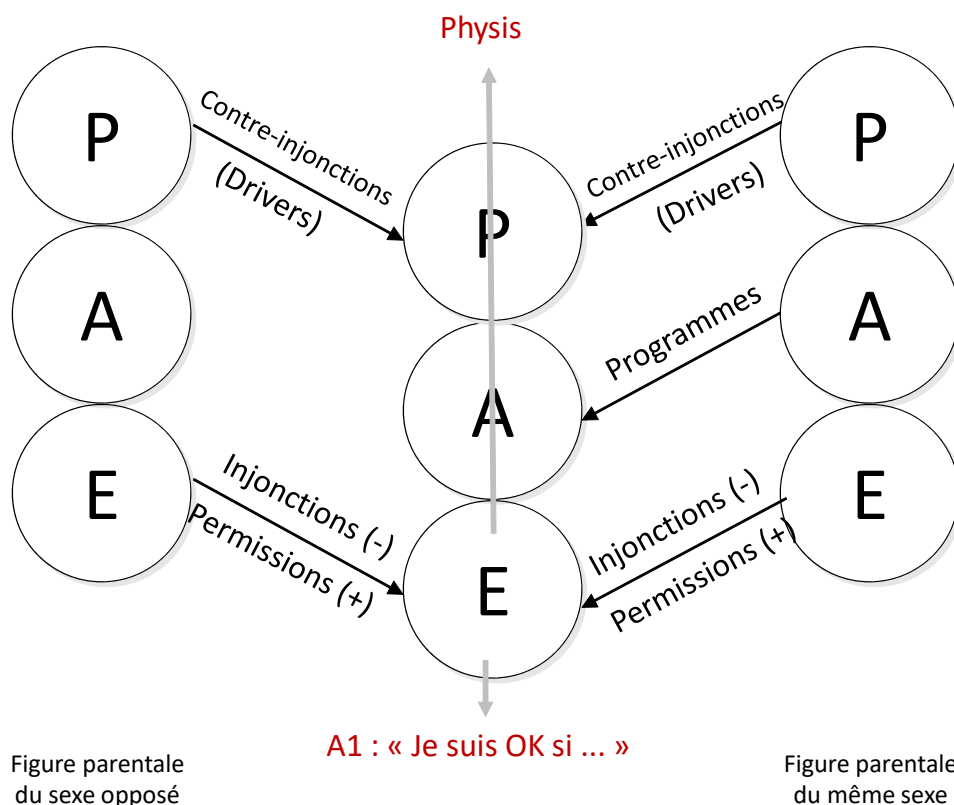 Physis
P
Contre-injonctions
(Drivers)
P
Contre-injonctions
(Drivers)
P
A
A
Programmes
A
E
Injonctions (-)
Permissions (+)
E
Injonctions (-)
Permissions (+)
E
A1 : « Je suis OK si ... »
Figure parentale
du sexe opposé
Figure parentale
du même sexe